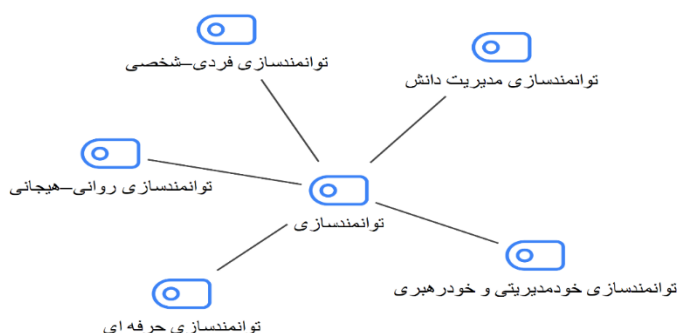 توانمندسازی فردی–شخصی
توانمندسازی مدیریت دانش
توانمندسازی روانی–هیجانی
توانمندسازی
توانمندسازی خودمدیریتی و خودرهبری
توانمندسازی حرفه ای